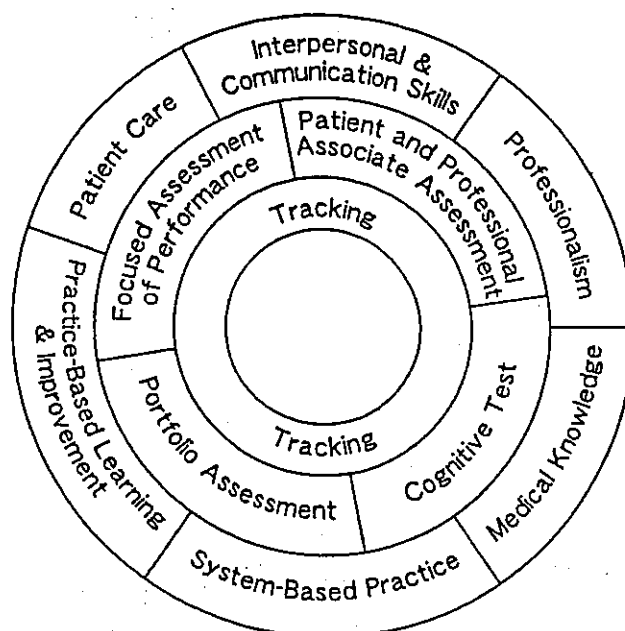 Interpersonal &
Communication Skills
Professionalism
Medical Knowledge
System-Based Practice
Practice-Based Learning
& Improvement
Patient Care
Patient and Professional
Associate Assessment
Cognitive Test
Portfolio Assessment
Focused Assessment
of Performance
Tracking
Tracking